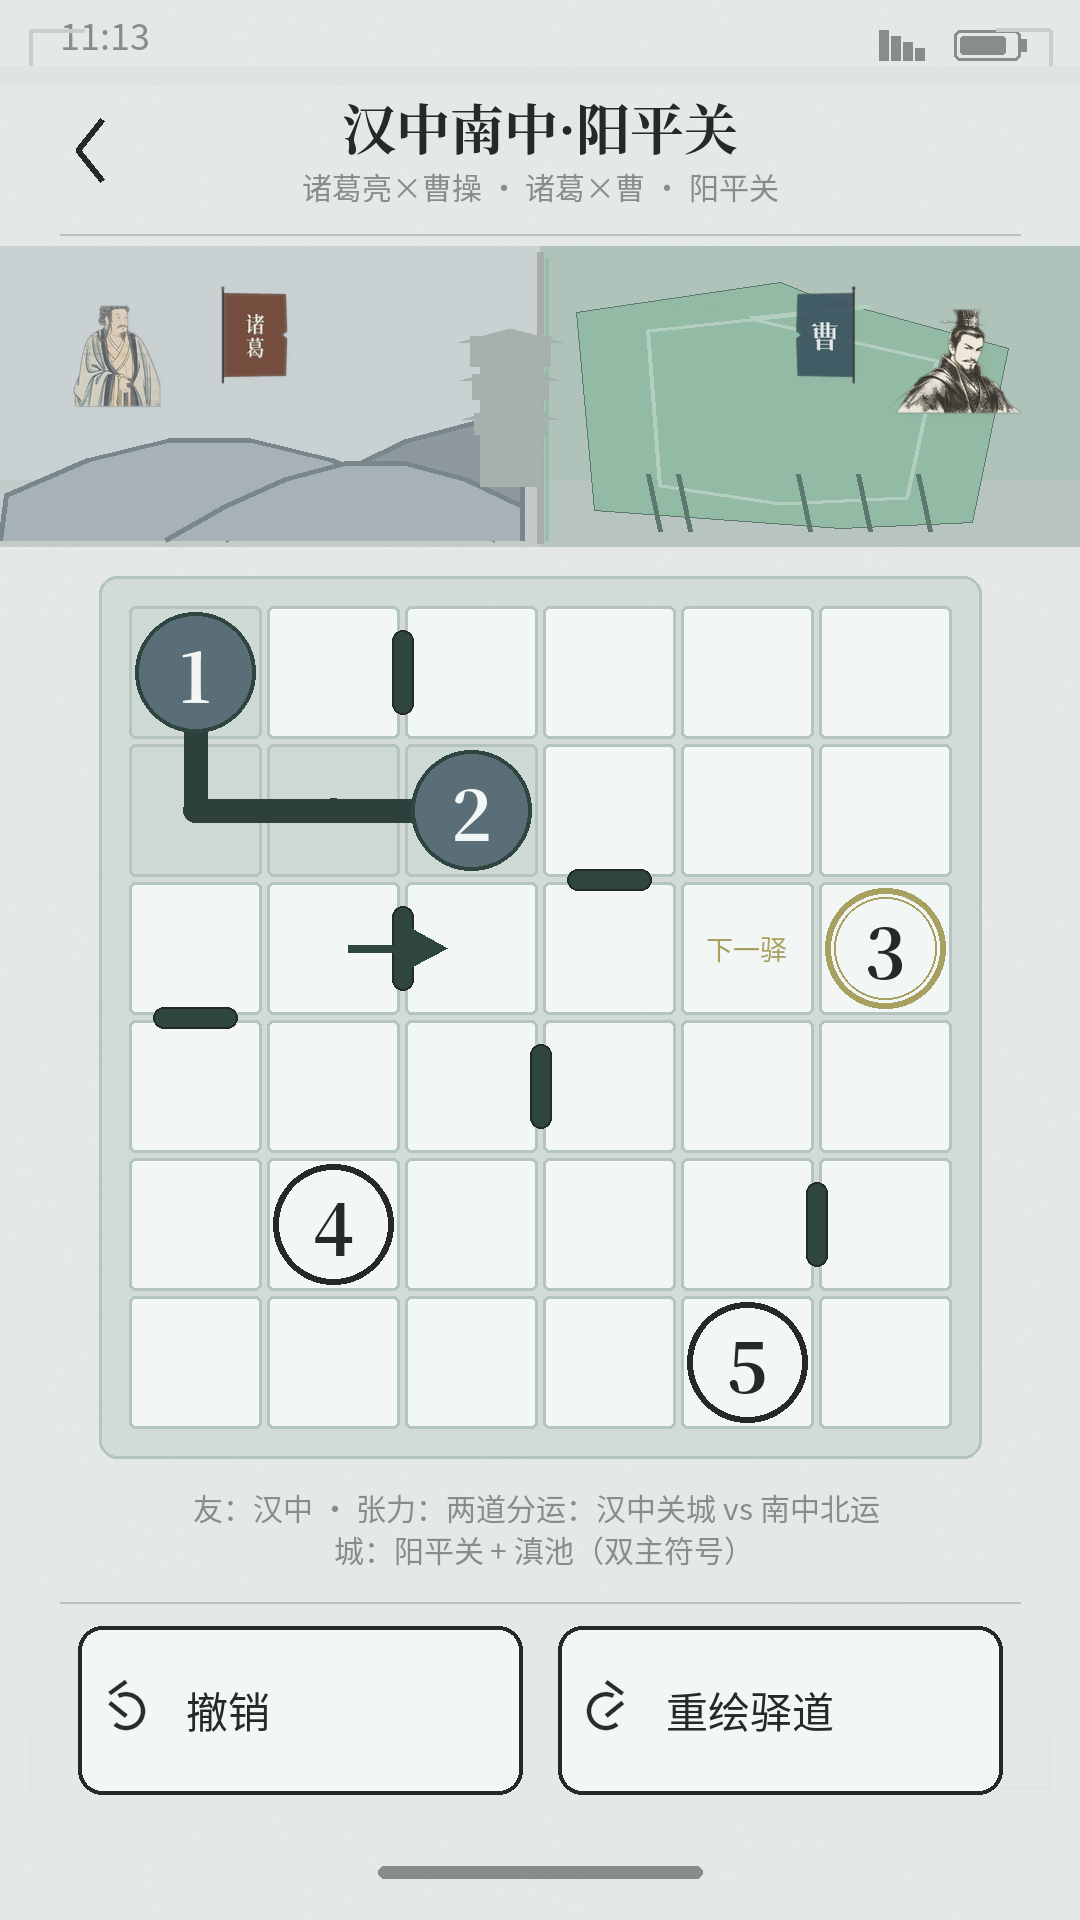 11:13
汉中南中·阳平关
诸葛亮×曹操 · 诸葛×曹 · 阳平关
诸葛
曹
1
2
下一驿
3
4
5
友：汉中 · 张力：两道分运：汉中关城 vs 南中北运
城：阳平关 + 滇池（双主符号）
撤销
重绘驿道